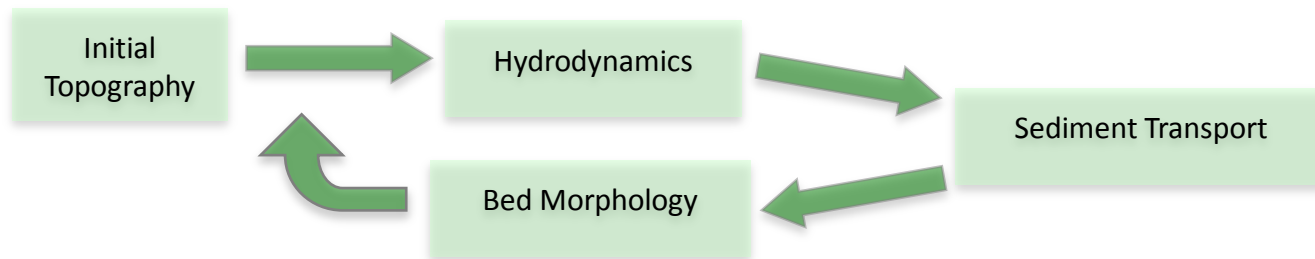 Initial
Topography
Hydrodynamics
Sediment Transport
Bed Morphology